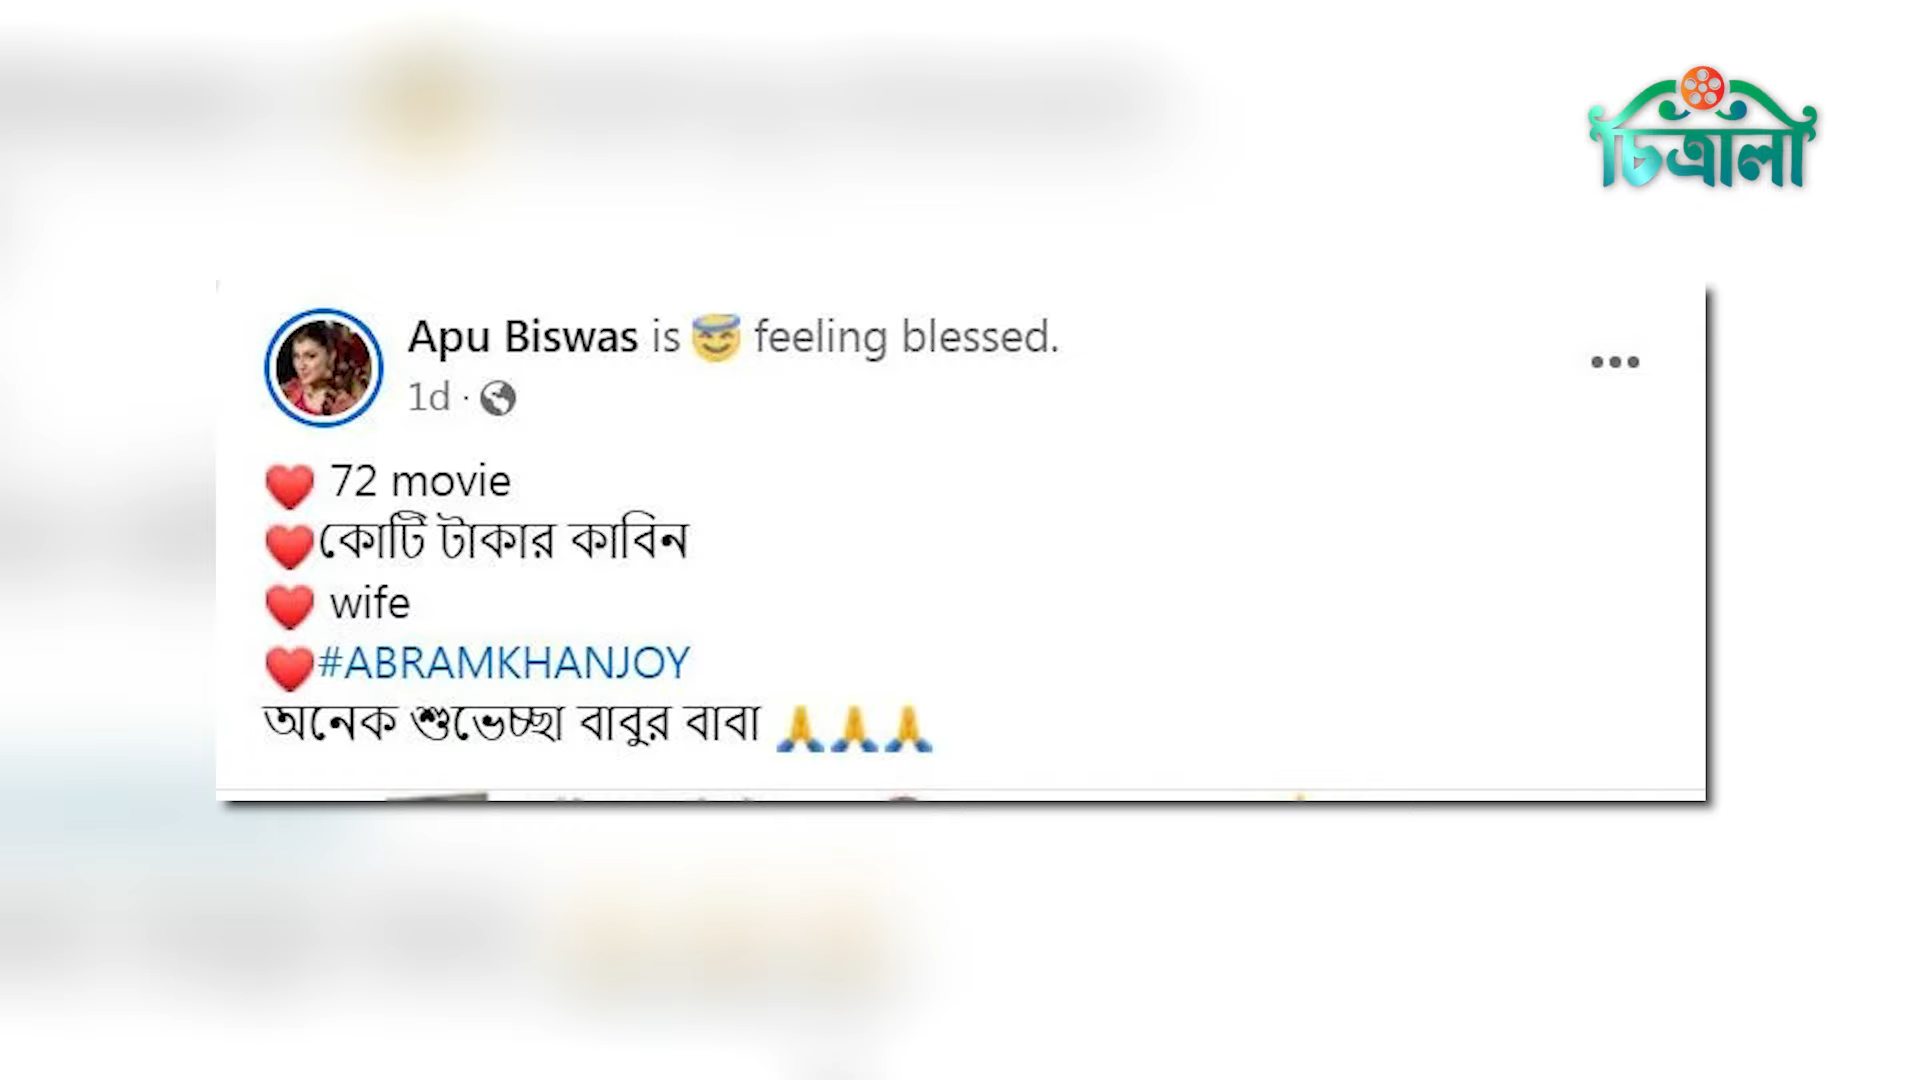 চিত্রালী
Apu Biswas is 😇 feeling blessed.
1d ·
❤️ 72 movie
❤️কোটি টাকার কাবিন
❤️ wife
❤️#ABRAMKHANJOY
অনেক শুভেচ্ছা বাবুর বাবা 🙏🙏🙏